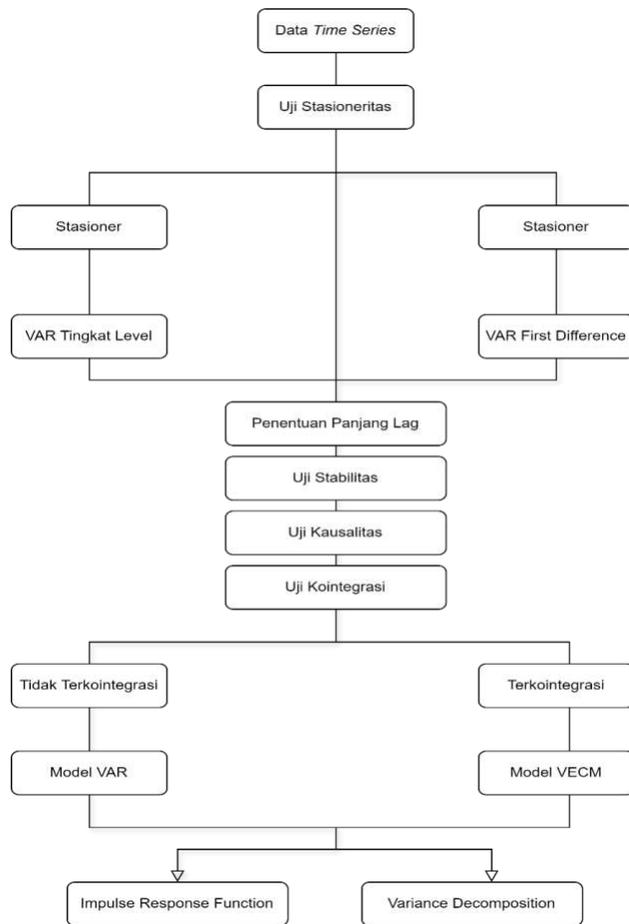 Data Time Series
Uji Stasioneritas
Stasioner
Stasioner
VAR Tingkat Level
VAR First Difference
Penentuan Panjang Lag
Uji Stabilitas
Uji Kausalitas
Uji Kointegrasi
Tidak Terkointegrasi
Terkointegrasi
Model VAR
Model VECM
Impulse Response Function
Variance Decomposition